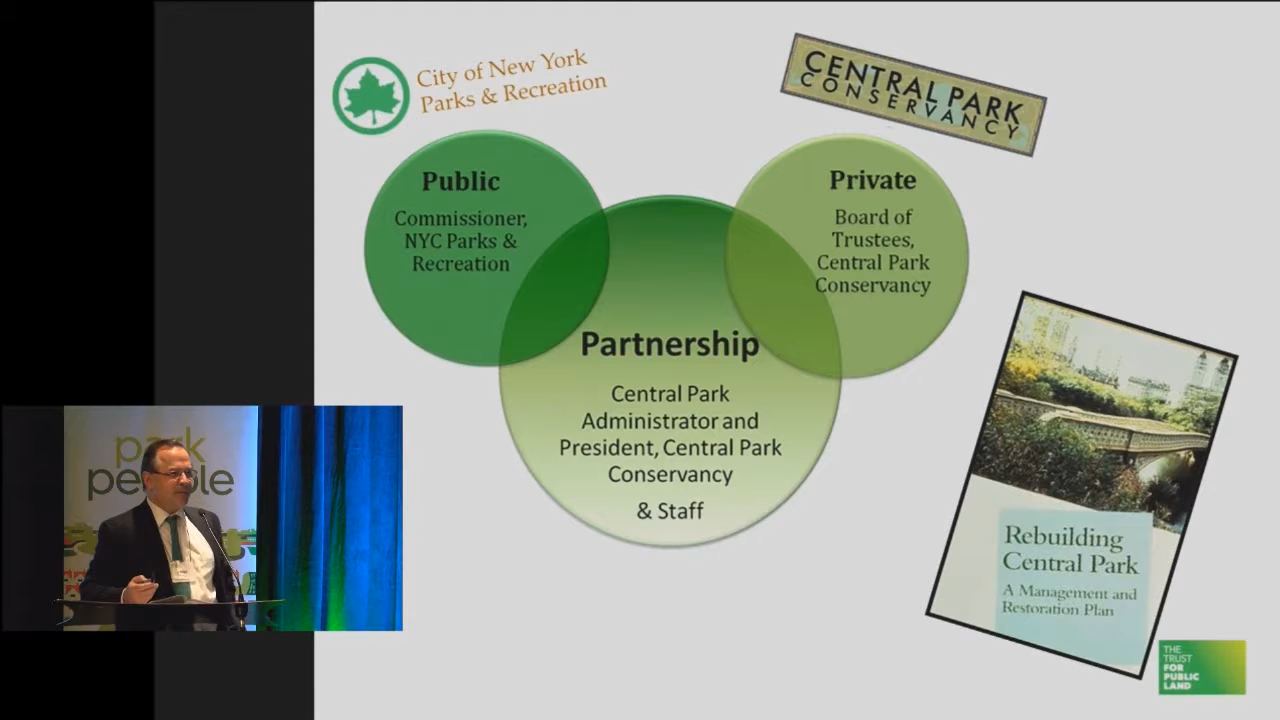 City of New York
Parks & Recreation
CENTRAL PARK
CONSERVANCY
Public
Commissioner,
NYC Parks &
Recreation
Private
Board of
Trustees,
Central Park
Conservancy
Partnership
Central Park
Administrator and
President, Central Park
Conservancy
& Staff
Rebuilding
Central Park
A Management and
Restoration Plan
park
people
THE
TRUST
FOR
PUBLIC
LAND